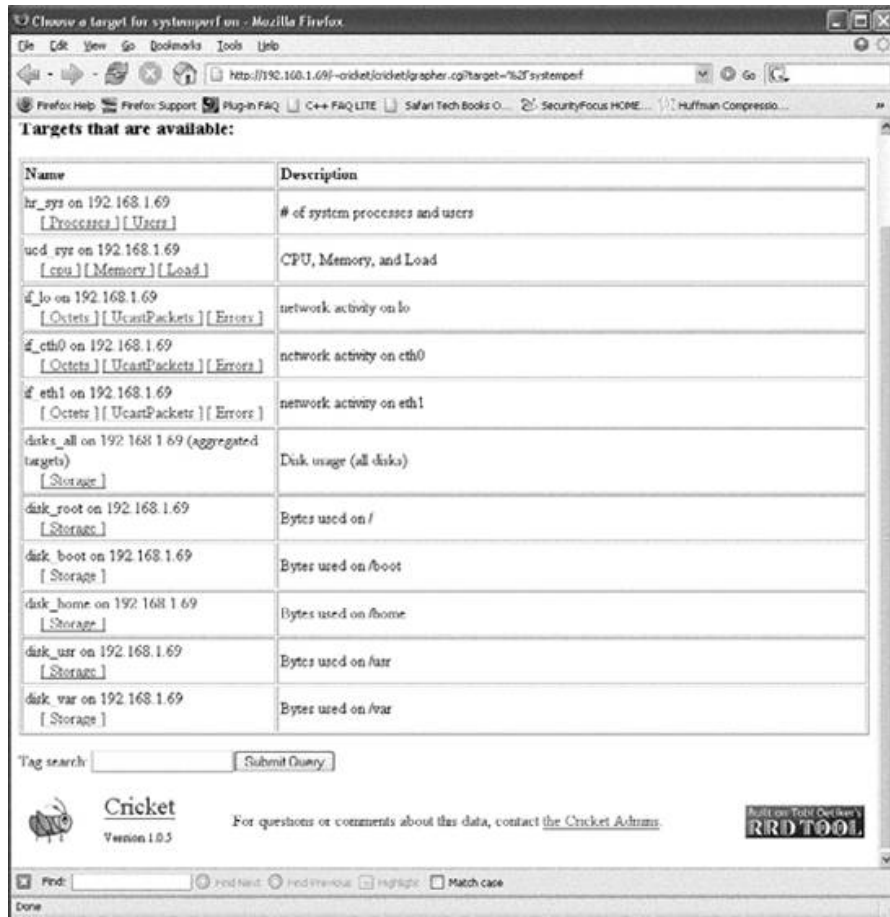 Choose a target for systemperf on - Mozilla Firefox
File Edit View Go Bookmarks Tools Help
http://192.168.1.69/~cricket/cricket/grapher.cgi?target=%2Fsystemperf Go
Firefox Help Firefox Support Plug-in FAQ C++ FAQ LITE Safari Tech Books O... SecurityFocus HOME... Huffman Compressio...
Targets that are available:
Name Description
hr_sys on 192.168.1.69
[ Processes ] [ Users ]
# of system processes and users
ucd_sys on 192.168.1.69
[ cpu ] [ Memory ] [ Load ]
CPU, Memory, and Load
if_lo on 192.168.1.69
[ Octets ] [ UcastPackets ] [ Errors ]
network activity on lo
if_eth0 on 192.168.1.69
[ Octets ] [ UcastPackets ] [ Errors ]
network activity on eth0
if_eth1 on 192.168.1.69
[ Octets ] [ UcastPackets ] [ Errors ]
network activity on eth1
disks_all on 192.168.1.69 (aggregated
targets)
[ Storage ]
Disk usage (all disks)
disk_root on 192.168.1.69
[ Storage ]
Bytes used on /
disk_boot on 192.168.1.69
[ Storage ]
Bytes used on /boot
disk_home on 192.168.1.69
[ Storage ]
Bytes used on /home
disk_usr on 192.168.1.69
[ Storage ]
Bytes used on /usr
disk_var on 192.168.1.69
[ Storage ]
Bytes used on /var
Tag search: Submit Query
Cricket
Version 1.0.5
For questions or comments about this data, contact the Cricket Admins.
Built on Tobi Oetiker's
RRDTOOL
Find: Find Next Find Previous Highlight Match case
Done